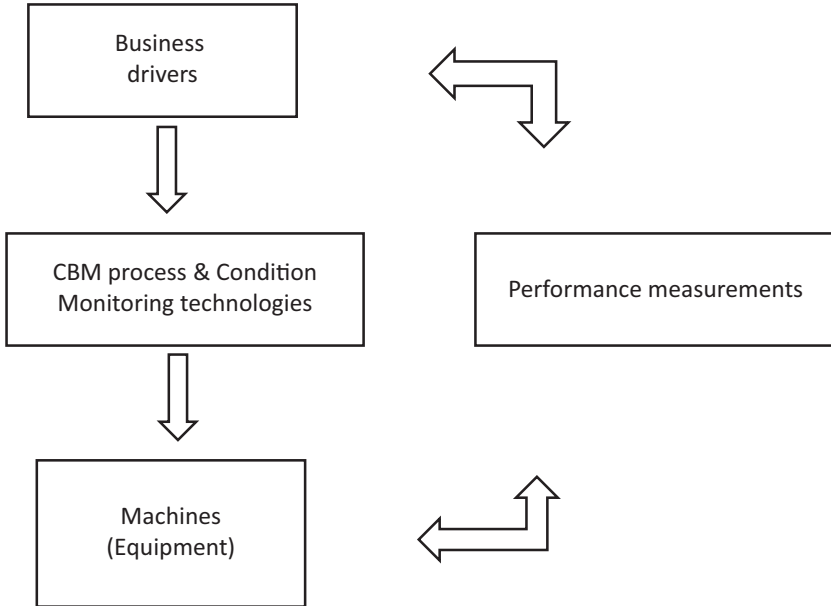 Business
drivers
CBM process & Condition
Monitoring technologies
Performance measurements
Machines
(Equipment)